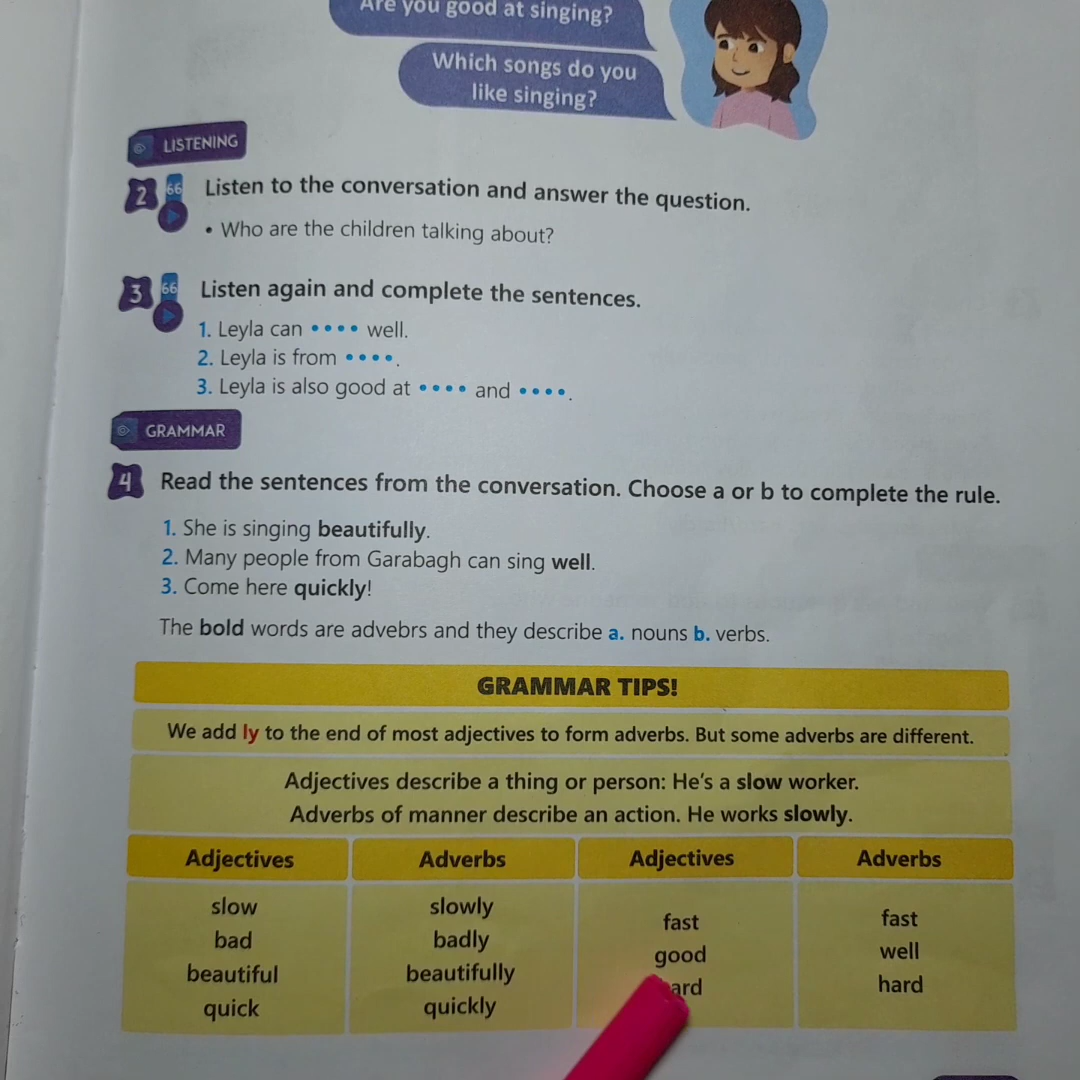 Are you good at singing?
Which songs do you
like singing?
LISTENING
2 66 Listen to the conversation and answer the question.
• Who are the children talking about?
3 66 Listen again and complete the sentences.
1. Leyla can •••• well.
2. Leyla is from ••••.
3. Leyla is also good at •••• and ••••.
GRAMMAR
4 Read the sentences from the conversation. Choose a or b to complete the rule.
1. She is singing beautifully.
2. Many people from Garabagh can sing well.
3. Come here quickly!
The bold words are advebrs and they describe a. nouns b. verbs.
GRAMMAR TIPS!
We add ly to the end of most adjectives to form adverbs. But some adverbs are different.
Adjectives describe a thing or person: He's a slow worker.
Adverbs of manner describe an action. He works slowly.
Adjectives Adverbs Adjectives Adverbs
slow slowly fast fast
bad badly good well
beautiful beautifully ard hard
quick quickly